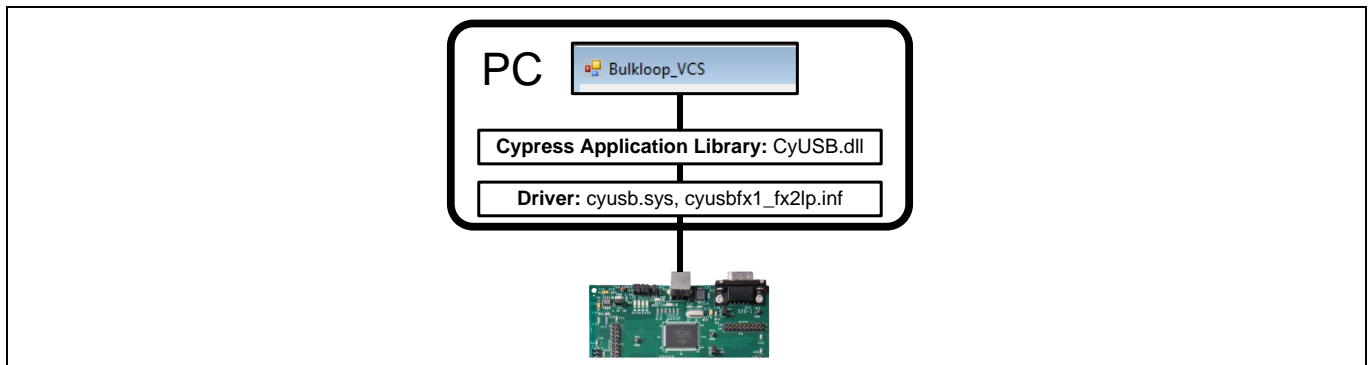 PC
Bulkloop_VCS
Cypress Application Library: CyUSB.dll
Driver: cyusb.sys, cyusbfx1_fx2lp.inf